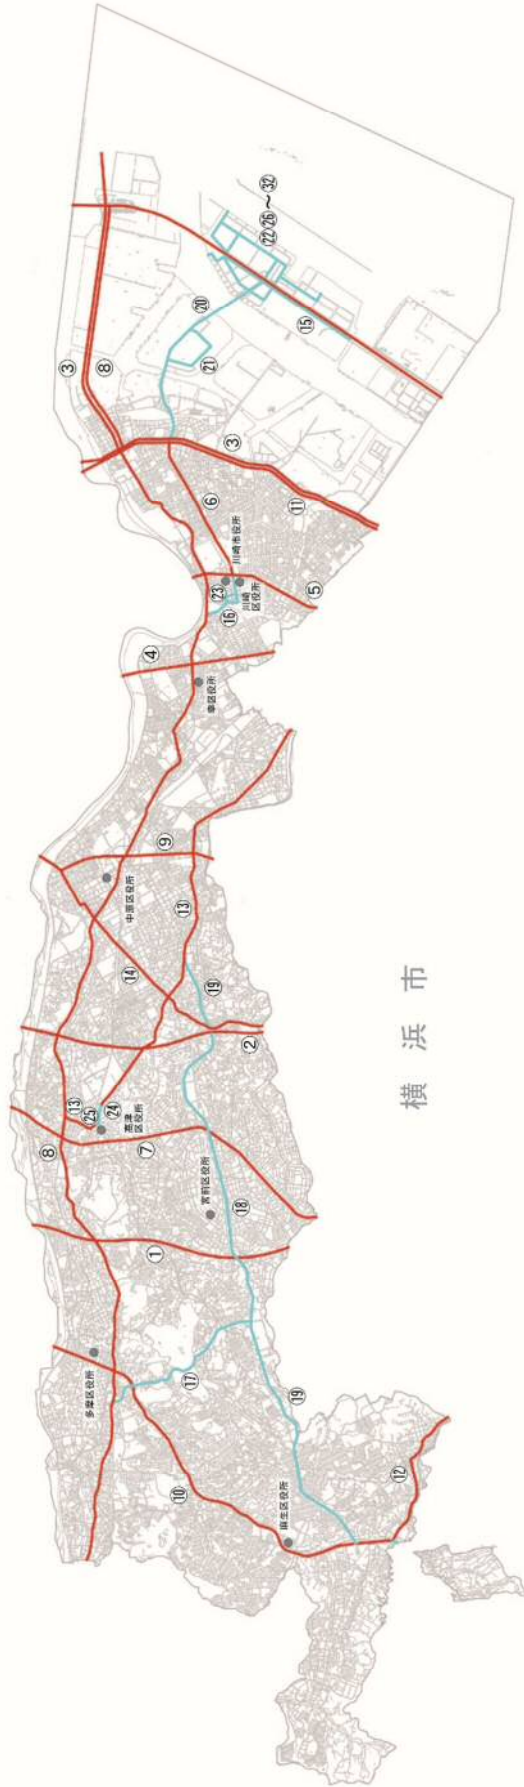 ③
⑧
⑳
㉒㉖～㉜
⑮
㉑
③
⑪
⑥
川崎市役所
㉓
川崎
区役所
⑯
⑤
④
幸区役所
⑨
中原区役所
⑬
⑭
⑲
②
⑬
㉕
㉔
高津
区役所
⑧
⑦
宮前区役所
⑱
①
多摩区役所
⑰
⑲
⑩
麻生区役所
⑫
横浜市